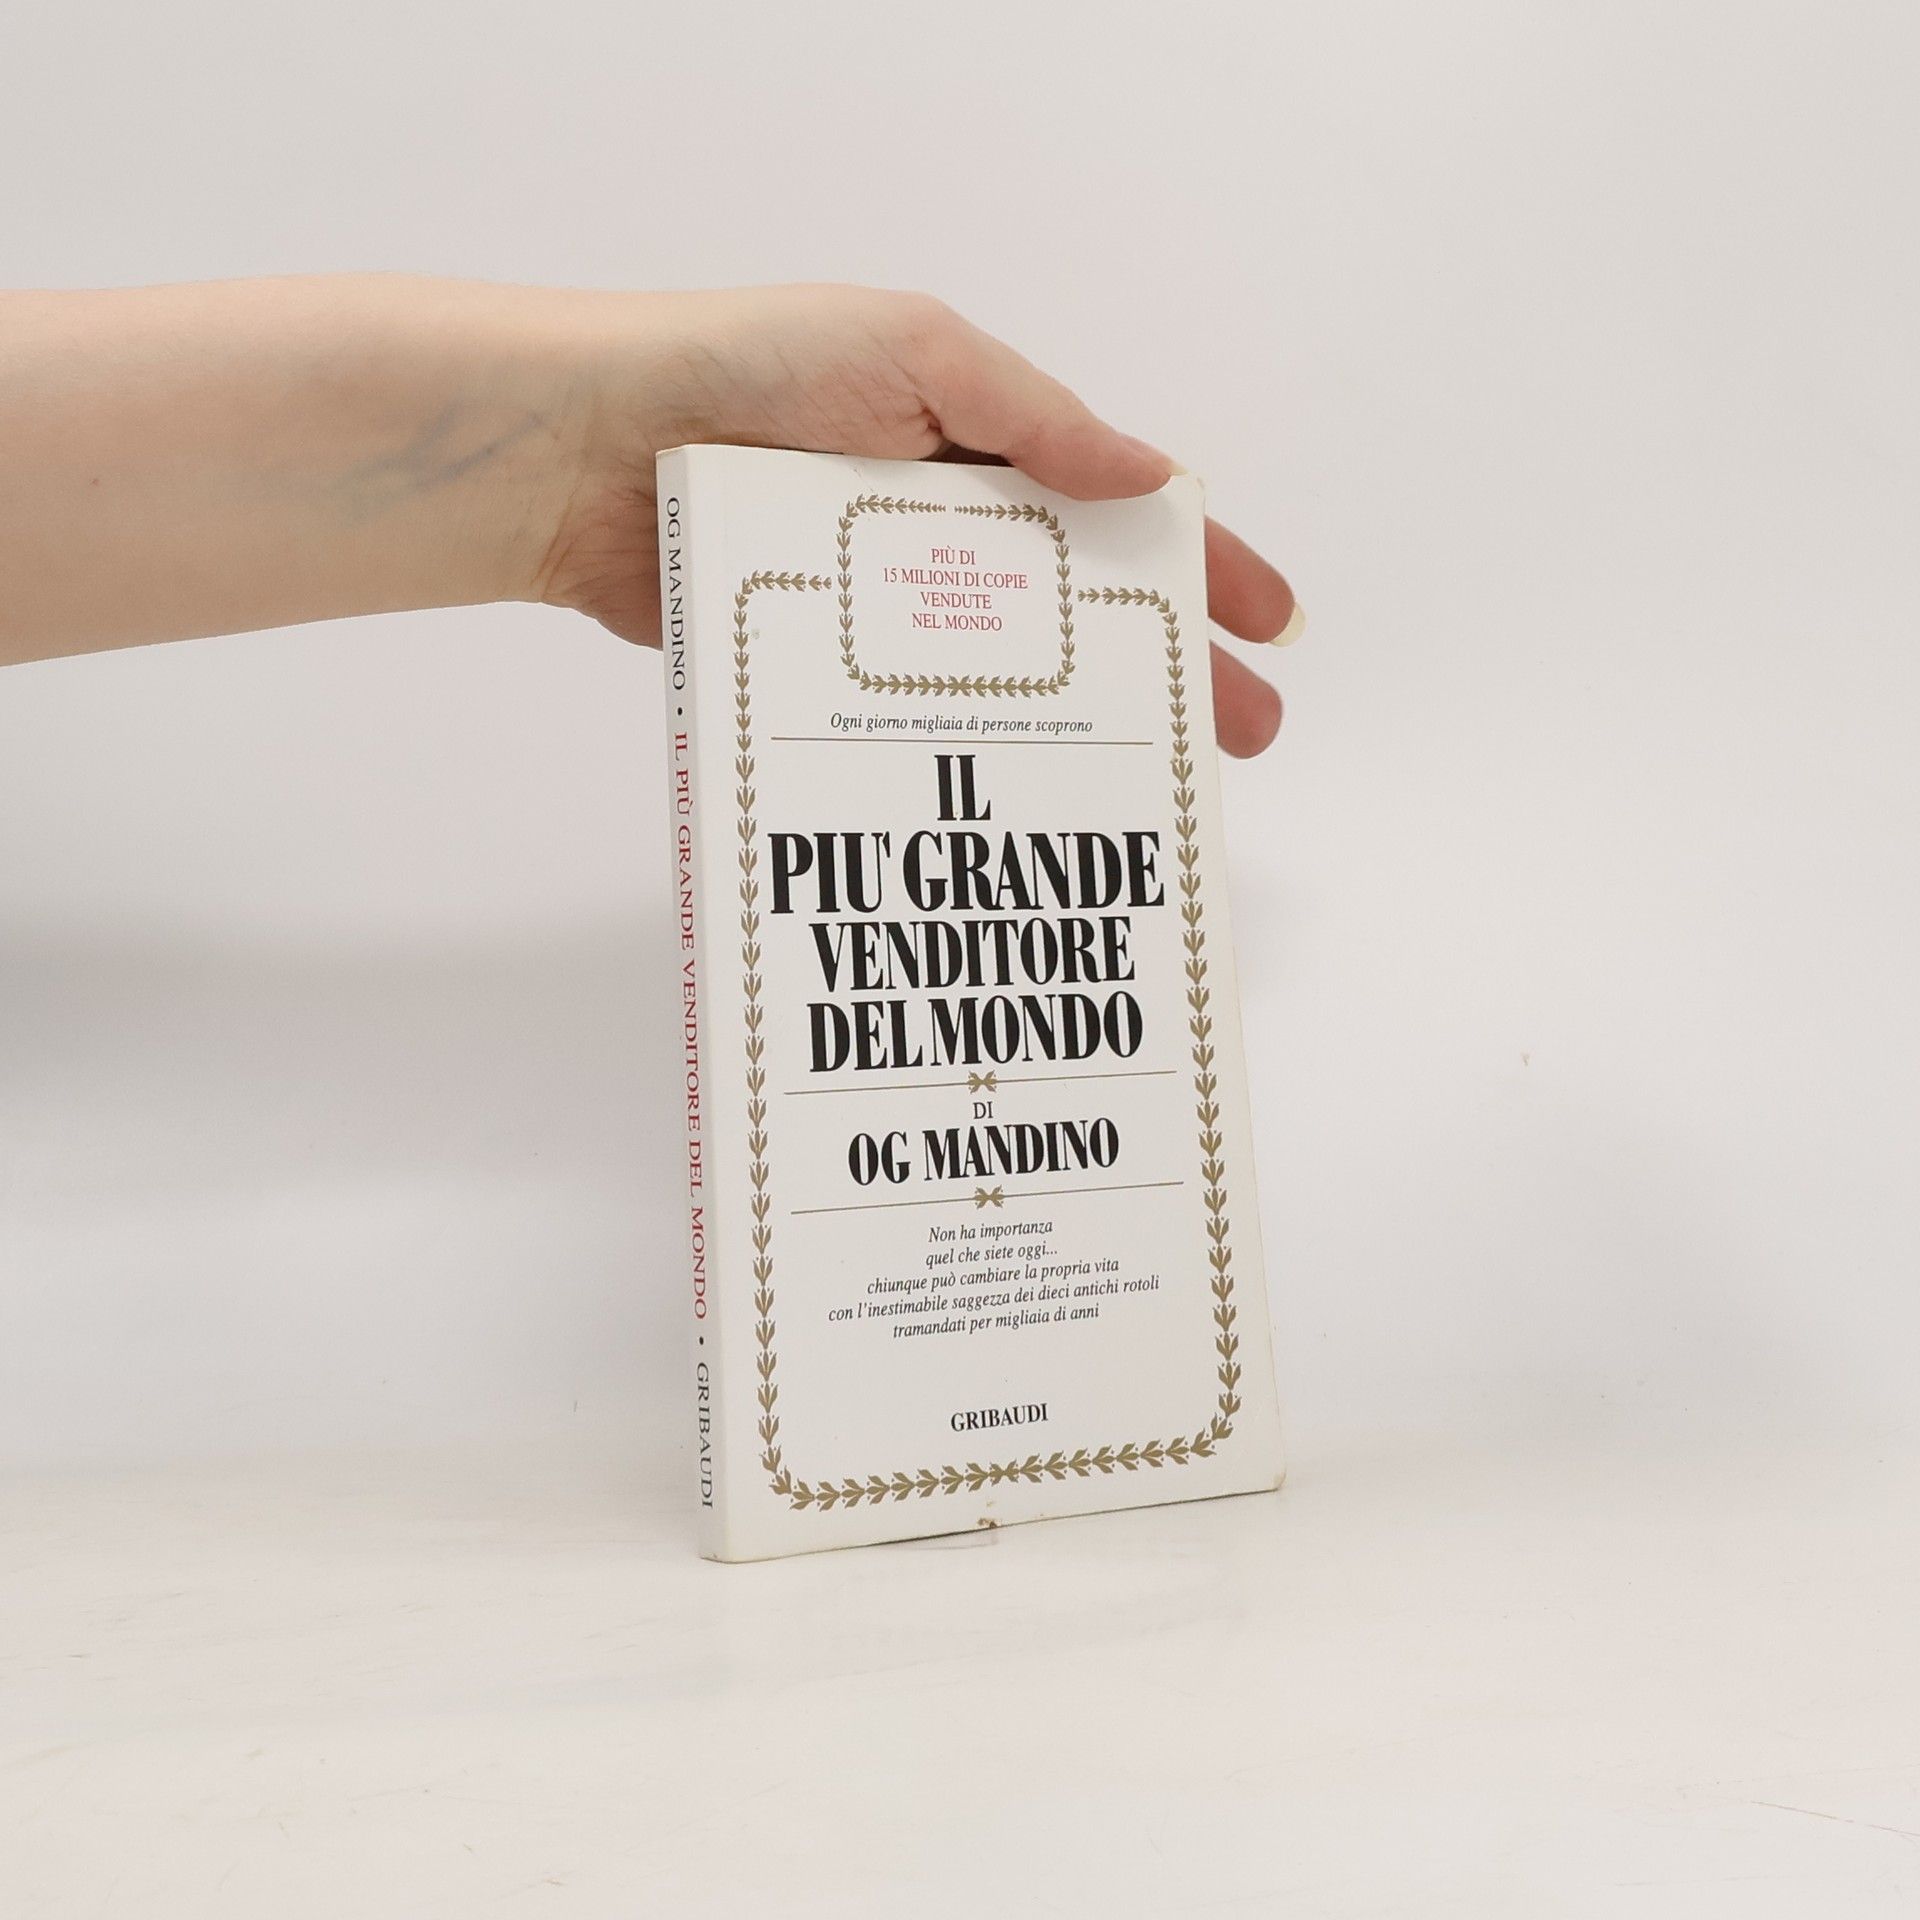 OG MANDINO • IL PIÙ GRANDE VENDITORE DEL MONDO • GRIBAUDI
PIÙ DI
15 MILIONI DI COPIE
VENDUTE
NEL MONDO
Ogni giorno migliaia di persone scoprono
IL
PIU' GRANDE
VENDITORE
DEL MONDO
DI
OG MANDINO
Non ha importanza
quel che siete oggi...
chiunque può cambiare la propria vita
con l'inestimabile saggezza dei dieci antichi rotoli
tramandati per migliaia di anni
GRIBAUDI